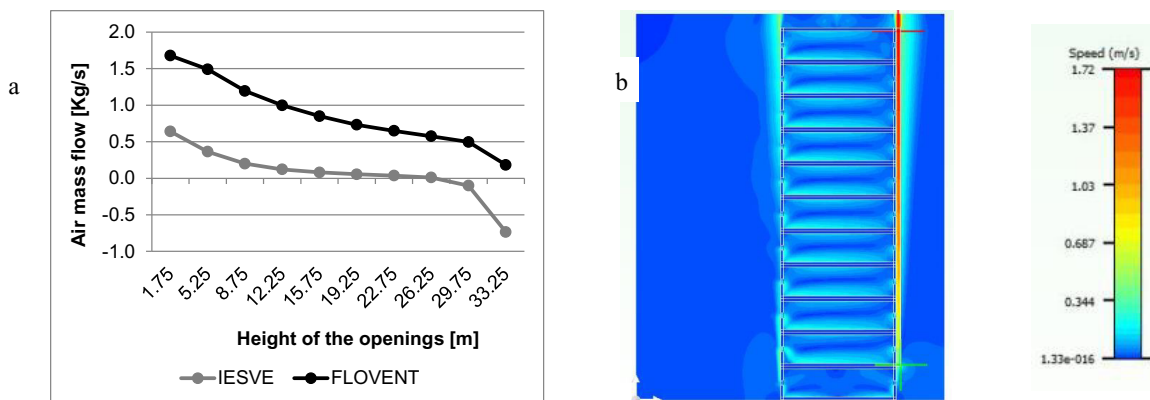 a
Air mass flow [Kg/s]
2.0
1.5
1.0
0.5
0.0
-0.5
-1.0
1.75 5.25 8.75 12.25 15.75 19.25 22.75 26.25 29.75 33.25
Height of the openings [m]
IESVE FLOVENT
b
Speed (m/s)
1.72
1.37
1.03
0.687
0.344
1.33e-016